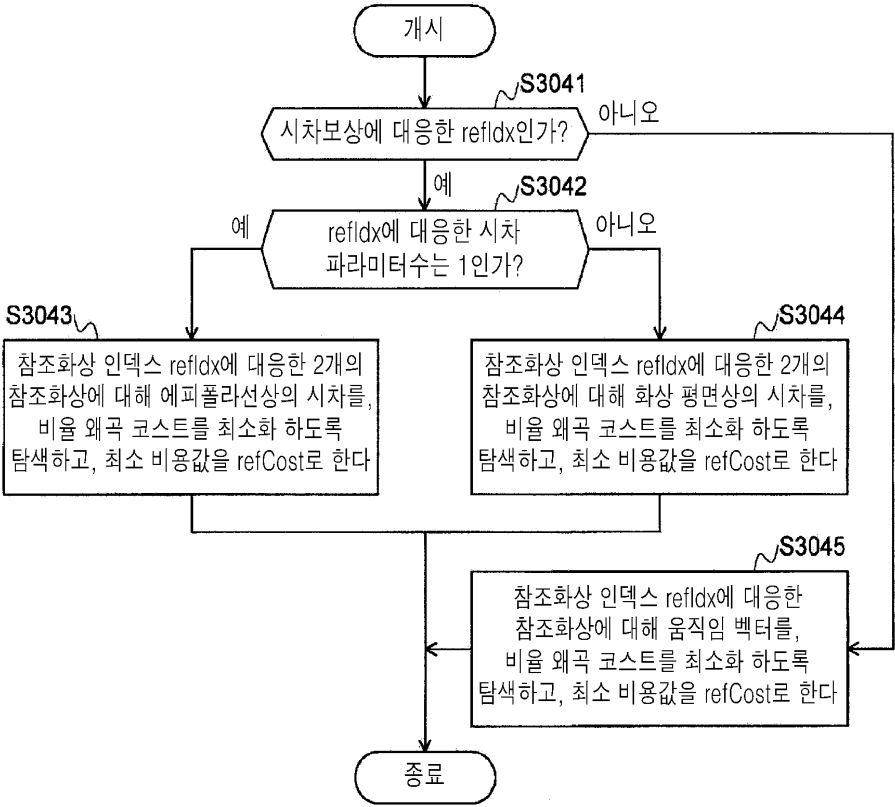 개시
S3041
시차보상에 대응한 refIdx인가?
아니오
예
S3042
refIdx에 대응한 시차
파라미터수는 1인가?
예
아니오
S3043
참조화상 인덱스 refIdx에 대응한 2개의
참조화상에 대해 에피폴라선상의 시차를,
비율 왜곡 코스트를 최소화 하도록
탐색하고, 최소 비용값을 refCost로 한다
S3044
참조화상 인덱스 refIdx에 대응한 2개의
참조화상에 대해 화상 평면상의 시차를,
비율 왜곡 코스트를 최소화 하도록
탐색하고, 최소 비용값을 refCost로 한다
S3045
참조화상 인덱스 refIdx에 대응한
참조화상에 대해 움직임 벡터를,
비율 왜곡 코스트를 최소화 하도록
탐색하고, 최소 비용값을 refCost로 한다
종료